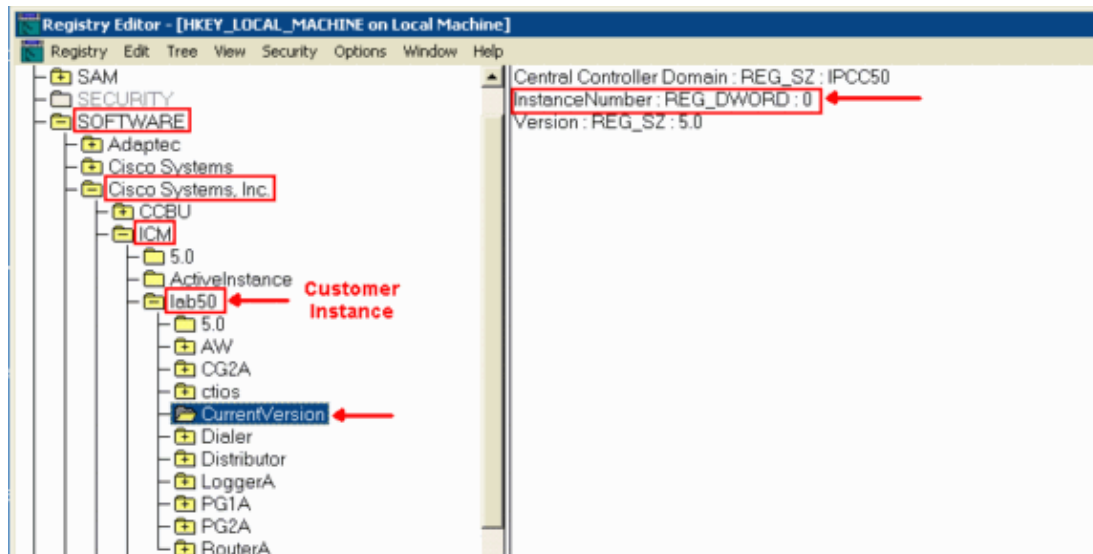 Registry Editor - [HKEY_LOCAL_MACHINE on Local Machine]
Registry Edit Tree View Security Options Window Help
SAM
SECURITY
SOFTWARE
Adaptec
Cisco Systems
Cisco Systems, Inc.
CCBU
ICM
5.0
ActiveInstance
lab50
Customer
Instance
5.0
AW
CG2A
ctios
CurrentVersion
Dialer
Distributor
LoggerA
PG1A
PG2A
RouterA
Central Controller Domain : REG_SZ : IPCC50
InstanceNumber : REG_DWORD : 0
Version : REG_SZ : 5.0